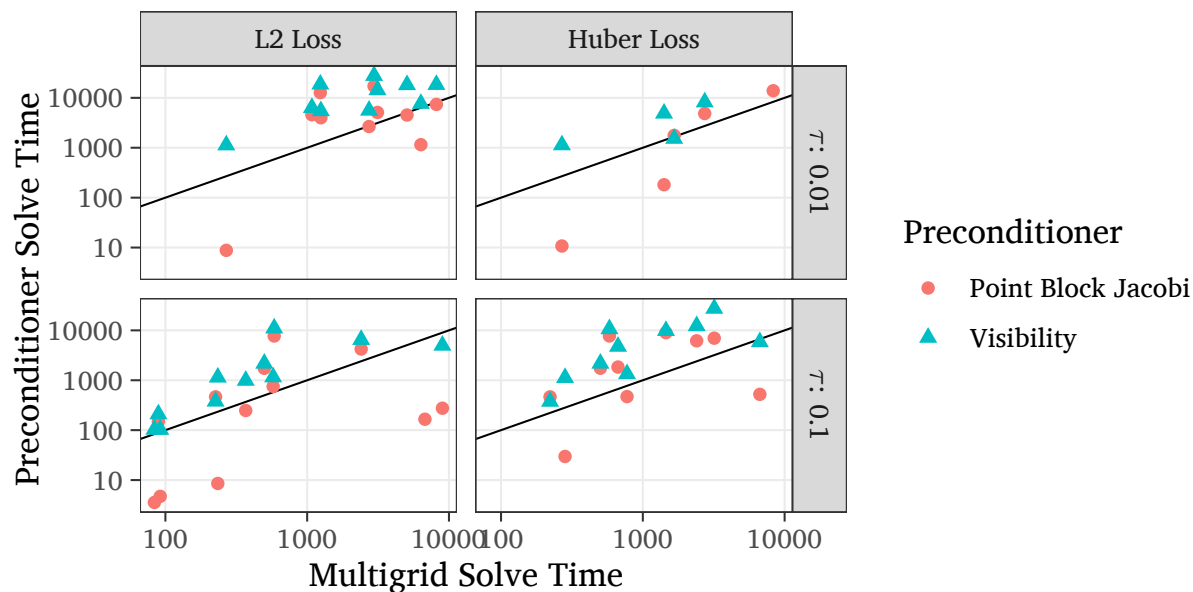 L2 Loss
Huber Loss
Preconditioner Solve Time
10000
1000
100
10
τ: 0.01
10000
1000
100
10
τ: 0.1
100
1000
10000
100
1000
10000
Multigrid Solve Time
Preconditioner
Point Block Jacobi
Visibility